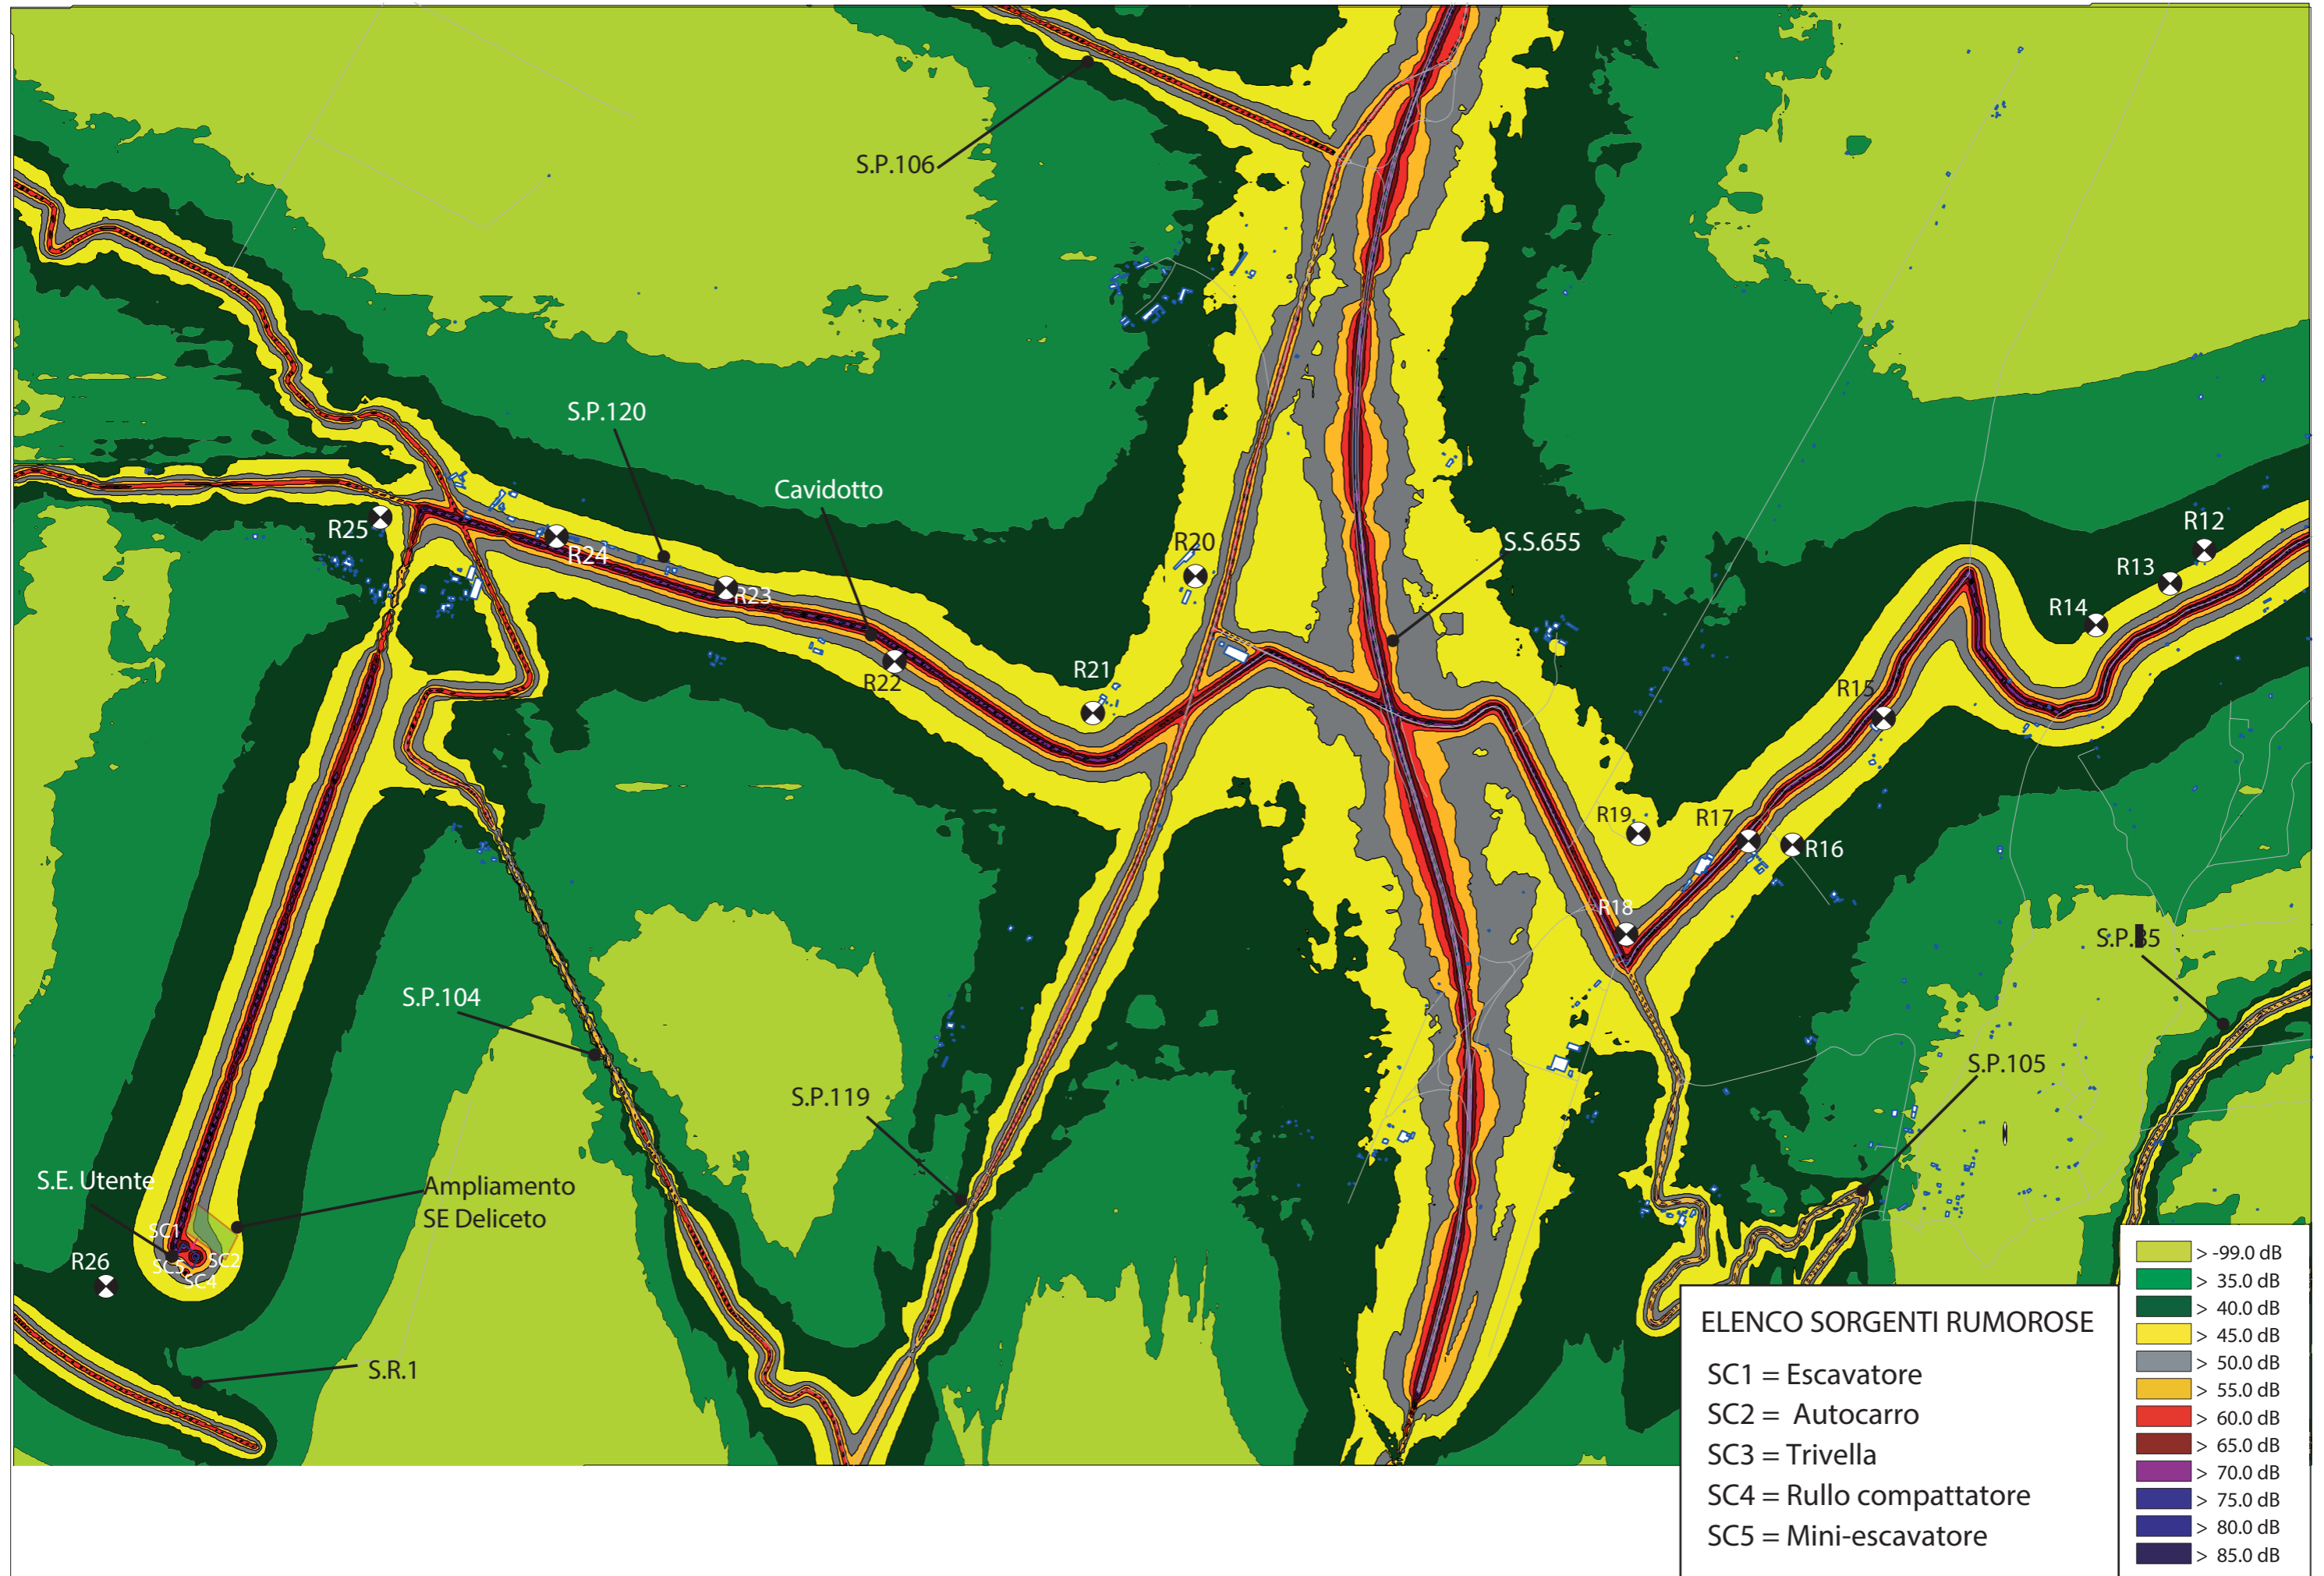 S.P.106
S.P.120
Cavidotto
R25
R24
R20
S.S.655
R12
R13
R23
R14
R21
R22
R15
R19
R17
R16
R18
S.P.
S.P.104
S.P.105
S.P.119
S.E. Utente
Ampliamento
SE Deliceto
SC1
R26
SC5
SC2
SC4
S.R.1
ELENCO SORGENTI RUMOROSE
SC1 = Escavatore
SC2 = Autocarro
SC3 = Trivella
SC4 = Rullo compattatore
SC5 = Mini-escavatore
> -99.0 dB
> 35.0 dB
> 40.0 dB
> 45.0 dB
> 50.0 dB
> 55.0 dB
> 60.0 dB
> 65.0 dB
> 70.0 dB
> 75.0 dB
> 80.0 dB
> 85.0 dB